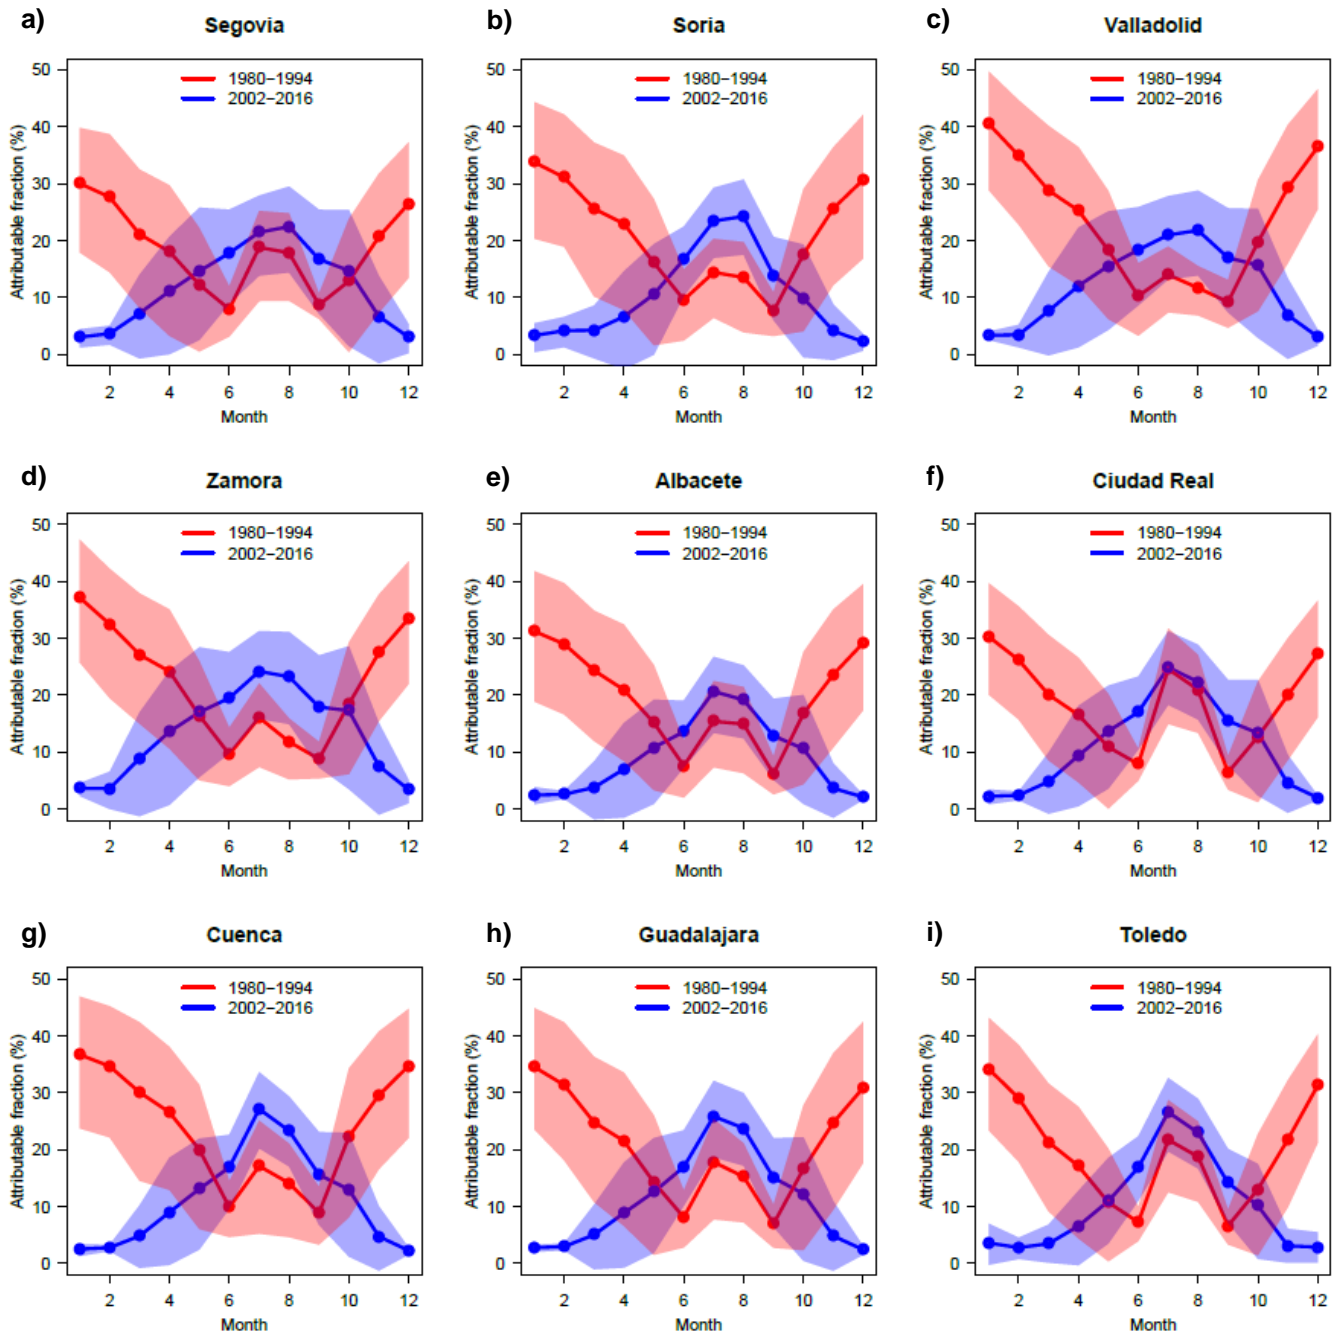 a) Segovia
1980−1994
2002−2016
50
40
30
20
10
0
Attributable fraction (%)
2 4 6 8 10 12
Month
b) Soria
1980−1994
2002−2016
50
40
30
20
10
0
Attributable fraction (%)
2 4 6 8 10 12
Month
c) Valladolid
1980−1994
2002−2016
50
40
30
20
10
0
Attributable fraction (%)
2 4 6 8 10 12
Month
d) Zamora
1980−1994
2002−2016
50
40
30
20
10
0
Attributable fraction (%)
2 4 6 8 10 12
Month
e) Albacete
1980−1994
2002−2016
50
40
30
20
10
0
Attributable fraction (%)
2 4 6 8 10 12
Month
f) Ciudad Real
1980−1994
2002−2016
50
40
30
20
10
0
Attributable fraction (%)
2 4 6 8 10 12
Month
g) Cuenca
1980−1994
2002−2016
50
40
30
20
10
0
Attributable fraction (%)
2 4 6 8 10 12
Month
h) Guadalajara
1980−1994
2002−2016
50
40
30
20
10
0
Attributable fraction (%)
2 4 6 8 10 12
Month
i) Toledo
1980−1994
2002−2016
50
40
30
20
10
0
Attributable fraction (%)
2 4 6 8 10 12
Month